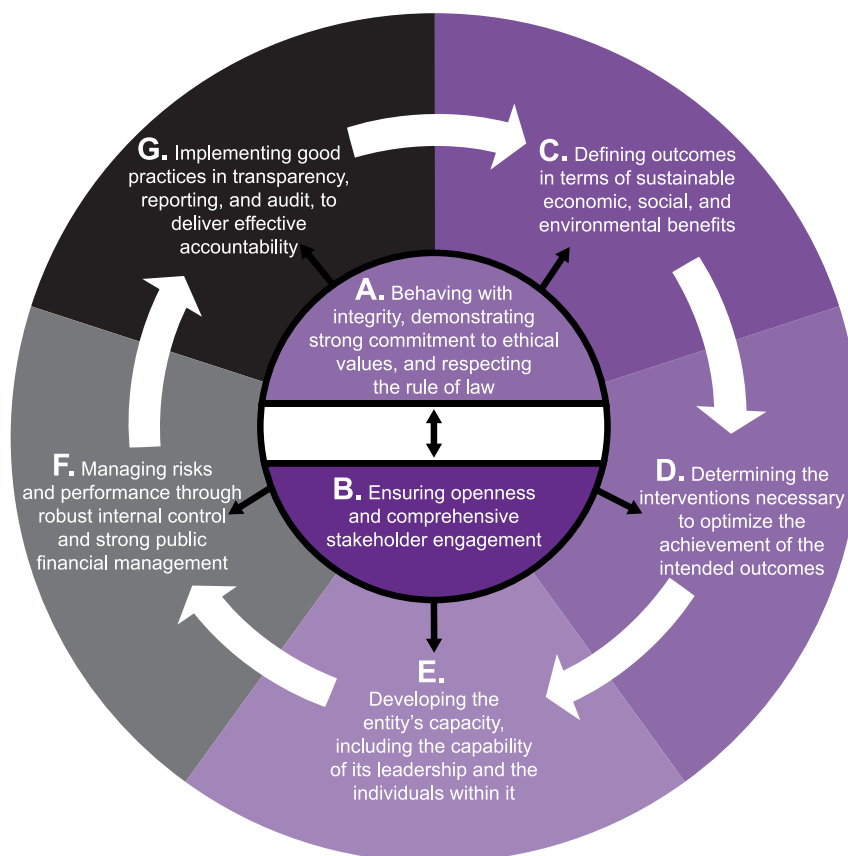 G. Implementing good
practices in transparency,
reporting, and audit, to
deliver effective
accountability
C. Defining outcomes
in terms of sustainable
economic, social, and
environmental benefits
A. Behaving with
integrity, demonstrating
strong commitment to ethical
values, and respecting
the rule of law
B. Ensuring openness
and comprehensive
stakeholder engagement
F. Managing risks
and performance through
robust internal control
and strong public
financial management
D. Determining the
interventions necessary
to optimize the
achievement of the
intended outcomes
E.
Developing the
entity's capacity,
including the capability
of its leadership and the
individuals within it